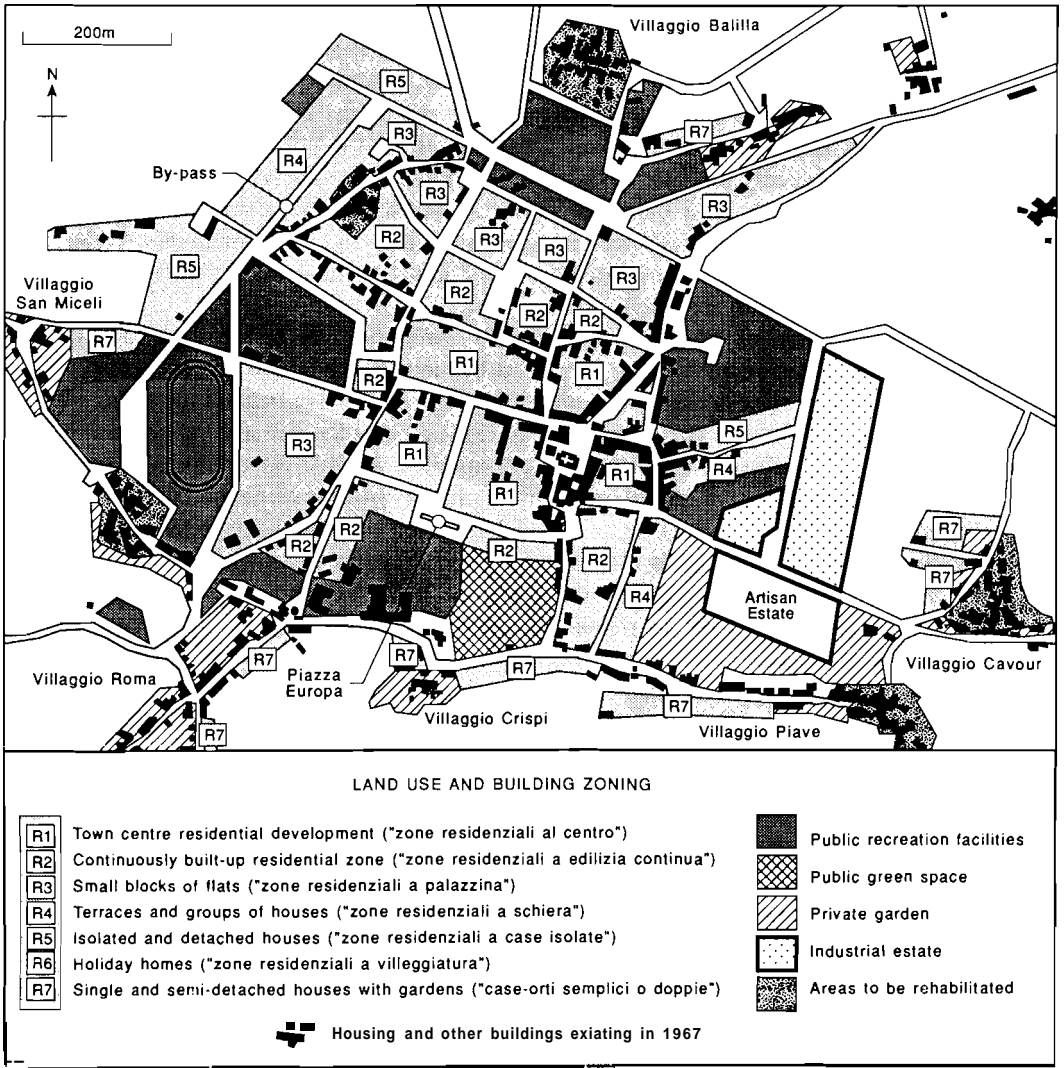 200m
N
Villaggio Balilla
R5
R3
R7
R4
By-pass
R3
R3
R2
R3
R3
R5
R3
Villaggio
San Miceli
R2
R2
R2
R7
R1
R2
R1
R3
R5
R1
R4
R1
R1
R7
R2
R2
R2
R2
R7
R4
Artisan
Estate
Villaggio Roma
R7
Piazza
Europa
R7
R7
Villaggio Cavour
R7
Villaggio Crispi
R7
Villaggio Piave
LAND USE AND BUILDING ZONING
R1 Town centre residential development ("zone residenziali al centro")
R2 Continuously built-up residential zone ("zone residenziali a edilizia continua")
R3 Small blocks of flats ("zone residenziali a palazzina")
R4 Terraces and groups of houses ("zone residenziali a schiera")
R5 Isolated and detached houses ("zone residenziali a case isolate")
R6 Holiday homes ("zone residenziali a villeggiatura")
R7 Single and semi-detached houses with gardens ("case-orti semplici o doppie")
Public recreation facilities
Public green space
Private garden
Industrial estate
Areas to be rehabilitated
Housing and other buildings exiating in 1967